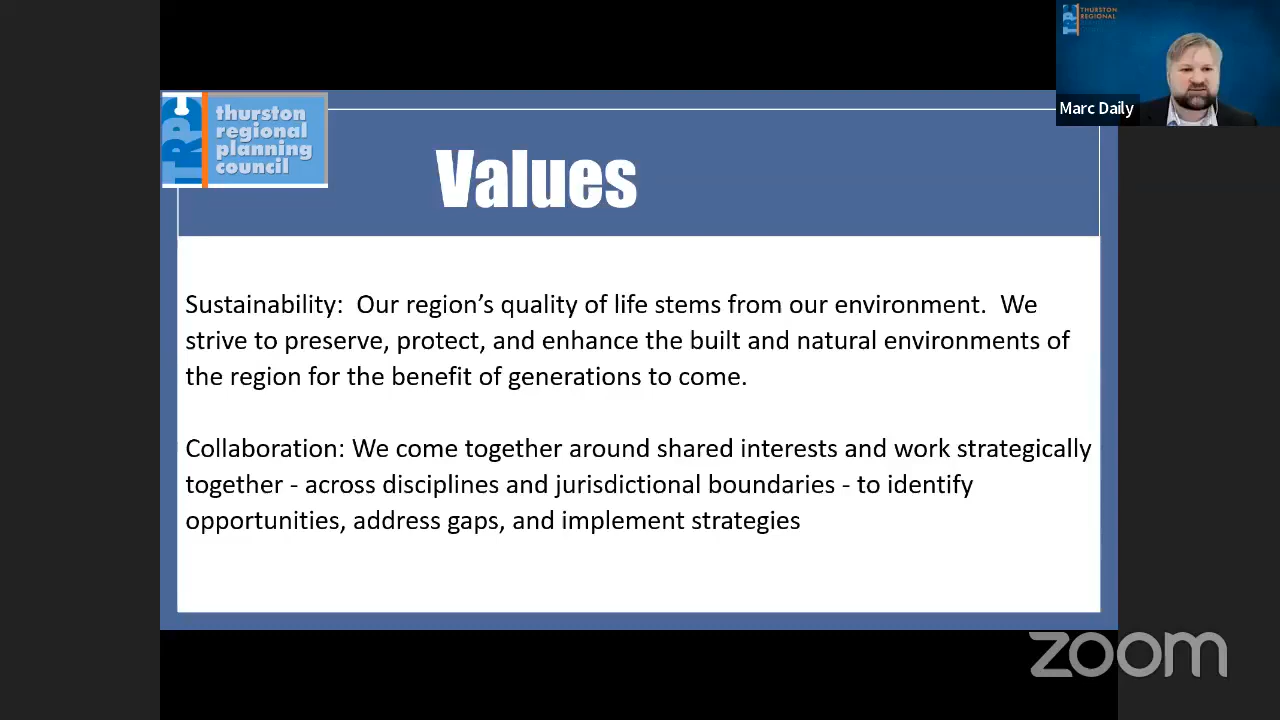 THURSTON
REGIONAL
Marc Daily
TRPC
thurston
regional
planning
council
Values
Sustainability:  Our region’s quality of life stems from our environment.  We
strive to preserve, protect, and enhance the built and natural environments of
the region for the benefit of generations to come.
Collaboration: We come together around shared interests and work strategically
together - across disciplines and jurisdictional boundaries - to identify
opportunities, address gaps, and implement strategies
zoom